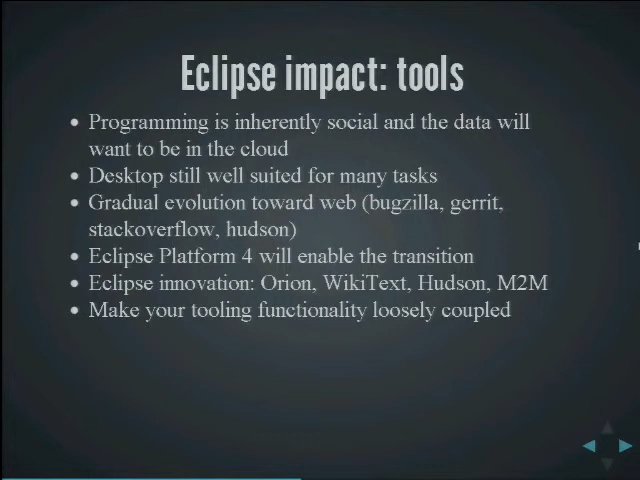 Eclipse impact: tools
• Programming is inherently social and the data will
want to be in the cloud
• Desktop still well suited for many tasks
• Gradual evolution toward web (bugzilla, gerrit,
stackoverflow, hudson)
• Eclipse Platform 4 will enable the transition
• Eclipse innovation: Orion, WikiText, Hudson, M2M
• Make your tooling functionality loosely coupled